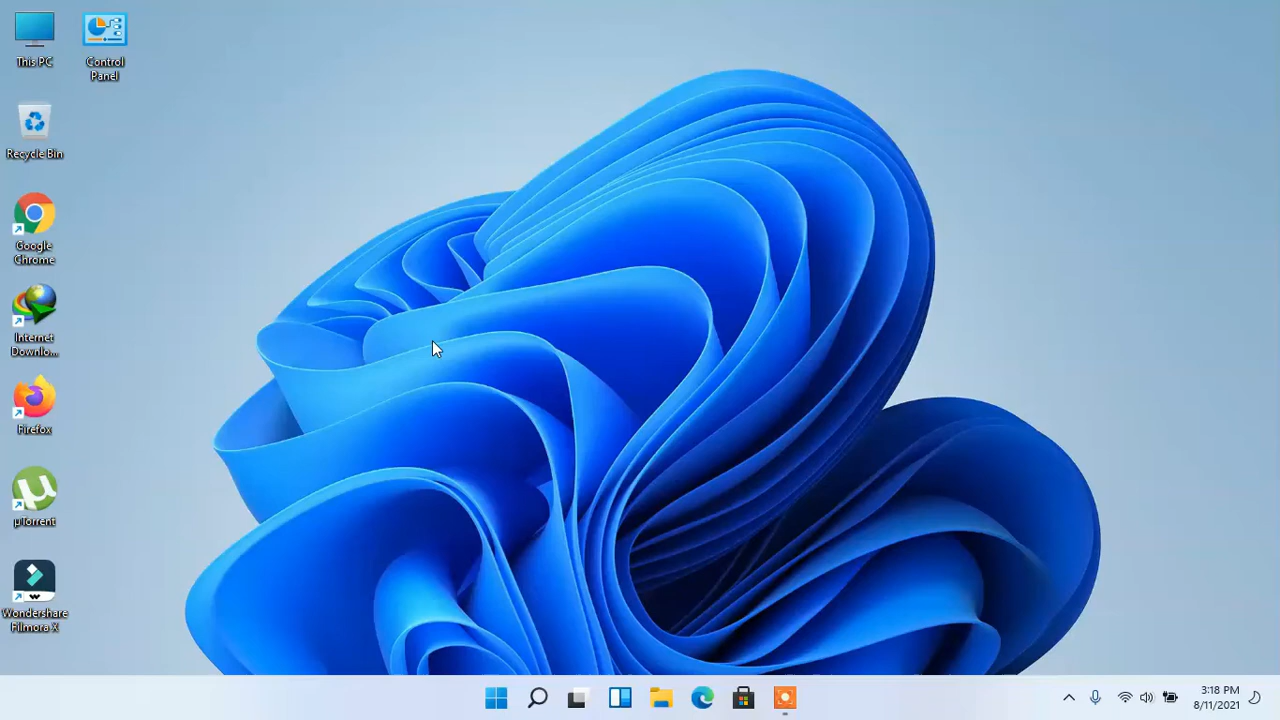 This PC
Control
Panel
Recycle Bin
Google
Chrome
Internet
Downlo...
Firefox
µTorrent
Wondershare
Filmora X
3:18 PM
8/11/2021